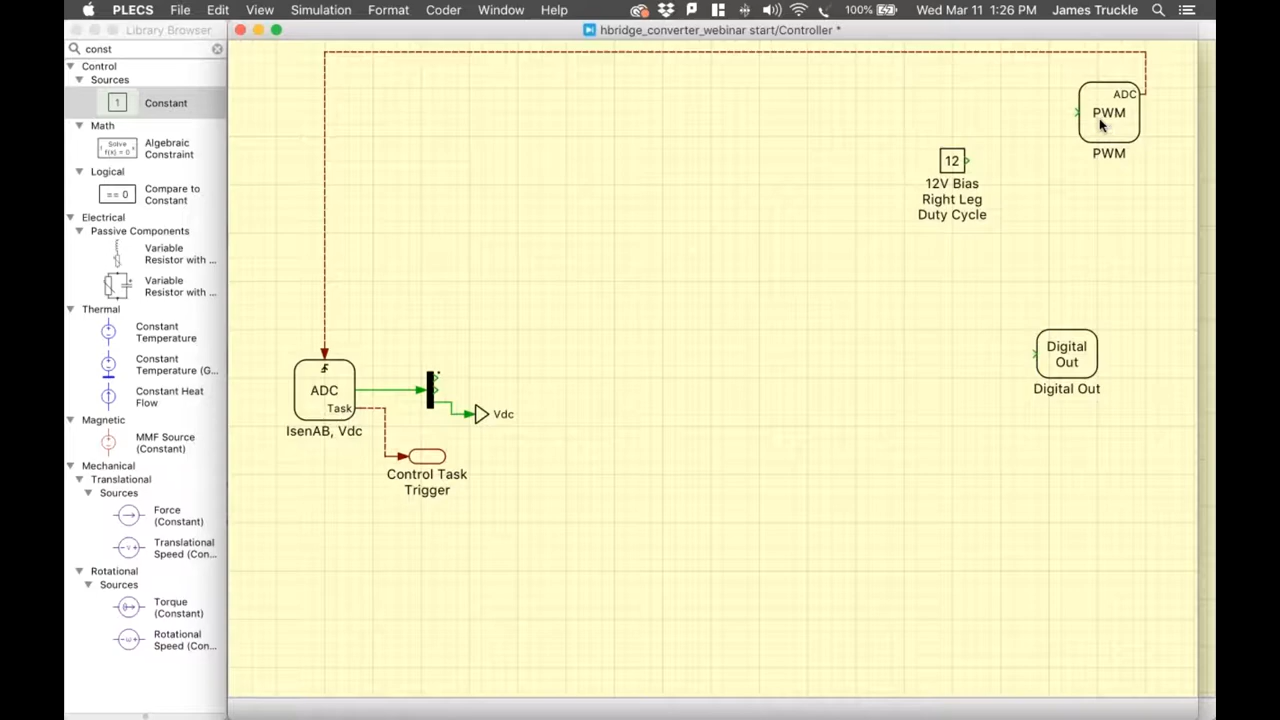 PLECS File Edit View Simulation Format Coder Window Help 100% Wed Mar 11 1:26 PM James Truckle
Library Browser
const
Control
Sources
1 Constant
Math
Solve
f(x) = 0
Algebraic
Constraint
Logical
== 0
Compare to
Constant
Electrical
Passive Components
Variable
Resistor with ...
Variable
Resistor with ...
Thermal
Constant
Temperature
Constant
Temperature (G...
Constant Heat
Flow
Magnetic
MMF Source
(Constant)
Mechanical
Translational
Sources
Force
(Constant)
Translational
Speed (Con...
Rotational
Sources
Torque
(Constant)
Rotational
Speed (Con...
hbridge_converter_webinar start/Controller *
ADC
PWM
PWM
12
12V Bias
Right Leg
Duty Cycle
Digital
Out
Digital Out
ADC
Task
IsenAB, Vdc
Vdc
Control Task
Trigger